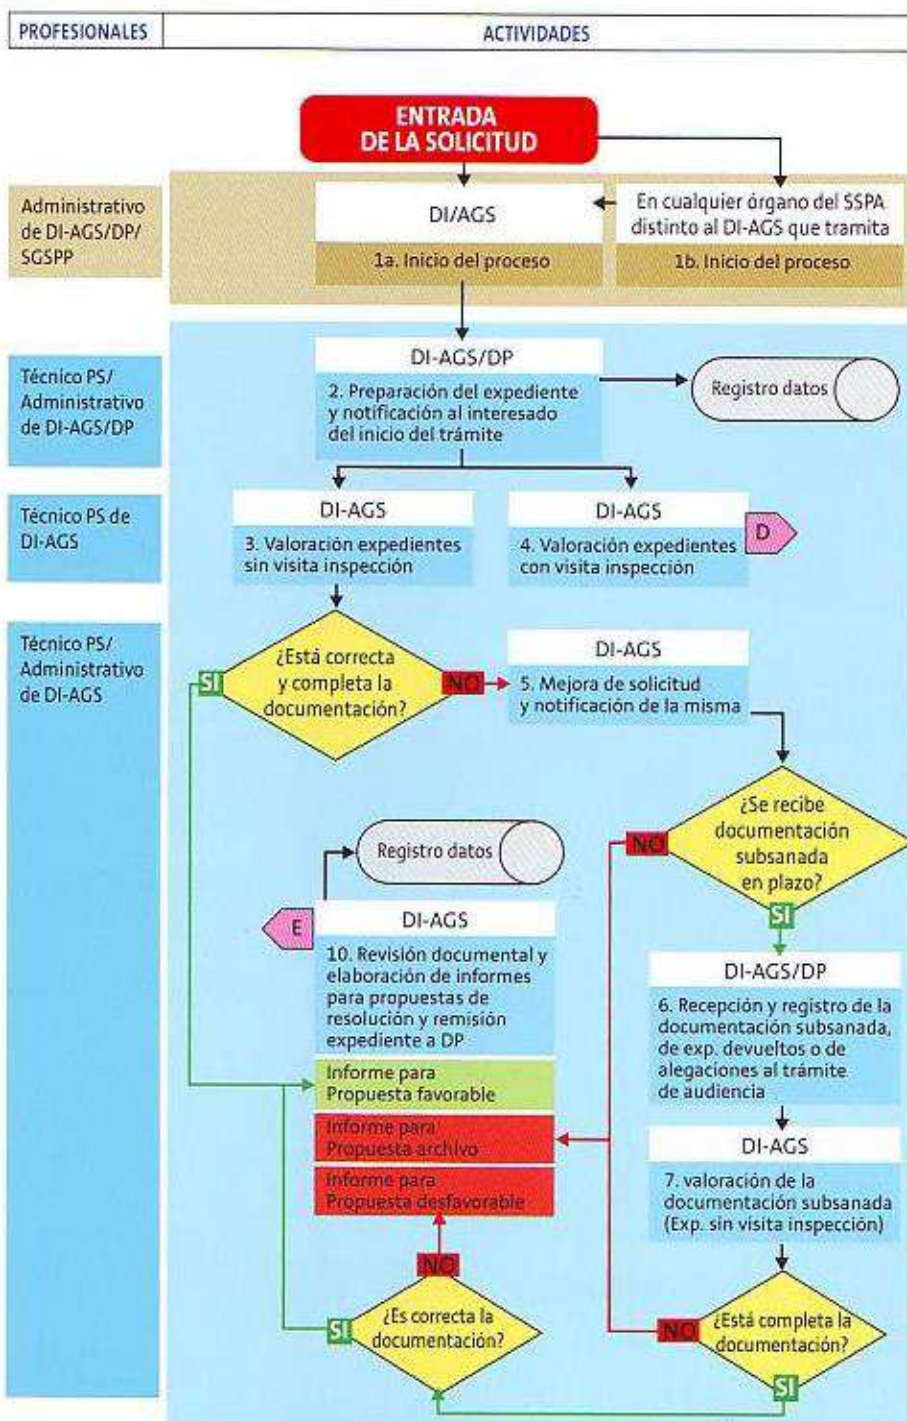 PROFESIONALES
ACTIVIDADES
ENTRADA
DE LA SOLICITUD
Administrativo
de DI-AGS/DP/
SGSPP
DI/AGS
1a. Inicio del proceso
En cualquier órgano del SSPA
distinto al DI-AGS que tramita
1b. Inicio del proceso
Técnico PS/
Administrativo
de DI-AGS/DP
DI-AGS/DP
2. Preparación del expediente
y notificación al interesado
del inicio del trámite
Registro datos
Técnico PS de
DI-AGS
DI-AGS
3. Valoración expedientes
sin visita inspección
DI-AGS
4. Valoración expedientes
con visita inspección
D
Técnico PS/
Administrativo
de DI-AGS
¿Está correcta
y completa la
documentación?
SI
NO
DI-AGS
5. Mejora de solicitud
y notificación de la misma
¿Se recibe
documentación
subsanada
en plazo?
NO
SI
Registro datos
E
DI-AGS
10. Revisión documental y
elaboración de informes
para propuestas de
resolución y remisión
expediente a DP
Informe para
Propuesta favorable
Informe para
Propuesta archivo
Informe para
Propuesta desfavorable
DI-AGS/DP
6. Recepción y registro de la
documentación subsanada,
de exp. devueltos o de
alegaciones al trámite
de audiencia
DI-AGS
7. valoración de la
documentación subsanada
(Exp. sin visita inspección)
¿Está completa la
documentación?
NO
SI
¿Es correcta la
documentación?
NO
SI